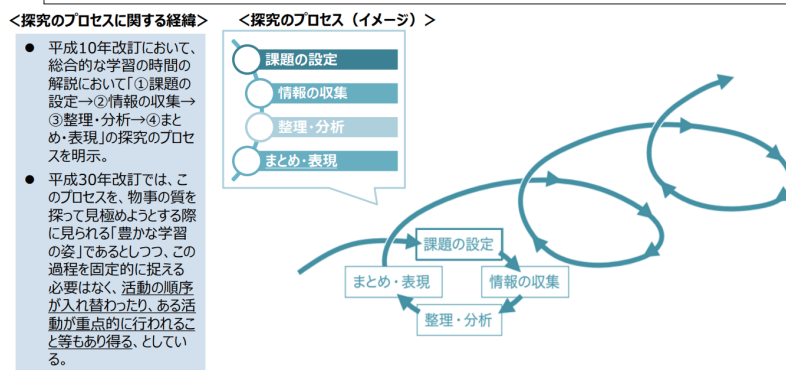 ＜探究のプロセスに関する経緯＞
● 平成10年改訂において、
総合的な学習の時間の
解説において「①課題の
設定→②情報の収集→
③整理・分析→④まと
め・表現」の探究のプロセ
スを明示。
● 平成30年改訂では、こ
のプロセスを、物事の質を
探って見極めようとする際
に見られる「豊かな学習
の姿」であるとしつつ、この
過程を固定的に捉える
必要はなく、活動の順序
が入れ替わったり、ある活
動が重点的に行われるこ
と等もあり得る、としてい
る。
＜探究のプロセス（イメージ）＞
課題の設定
情報の収集
整理・分析
まとめ・表現
課題の設定
まとめ・表現
情報の収集
整理・分析